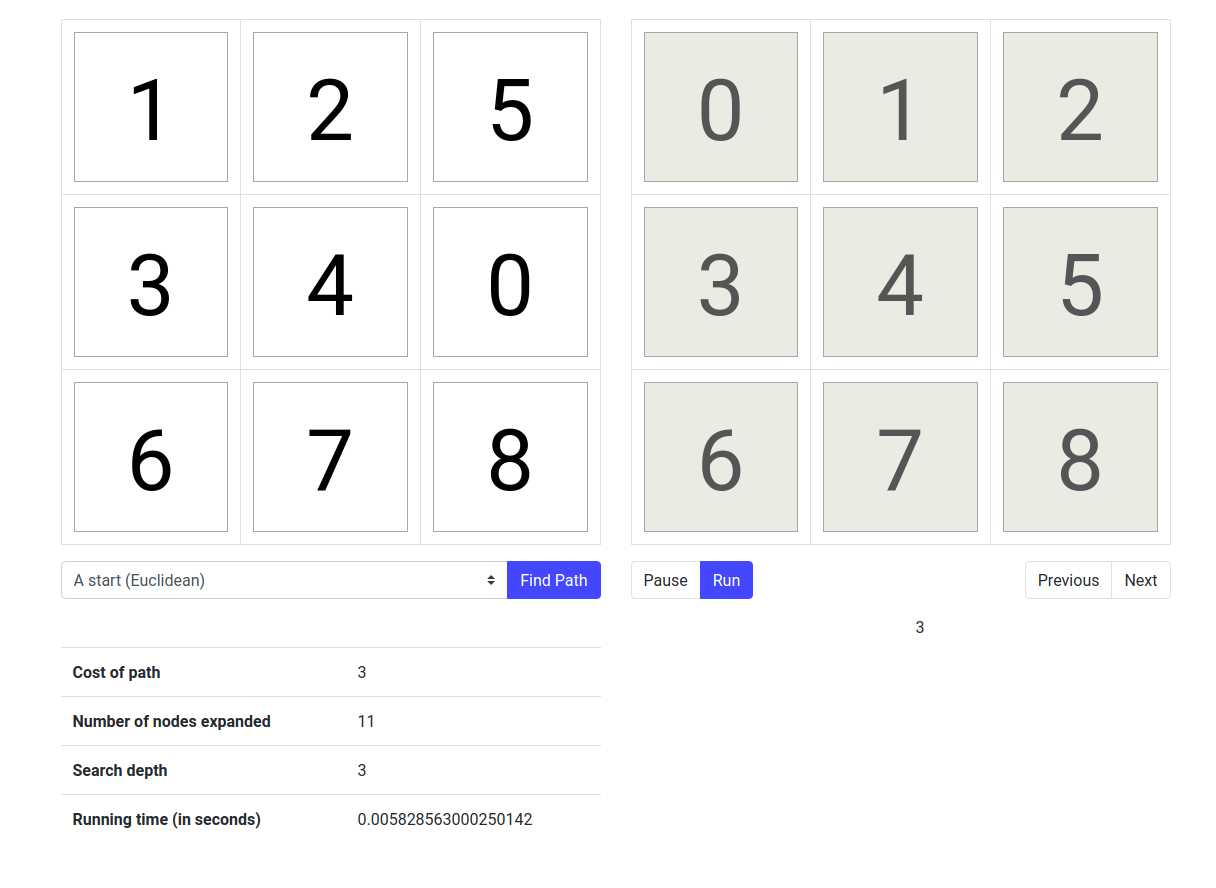 1 2 5
3 4 0
6 7 8
0 1 2
3 4 5
6 7 8
A start (Euclidean) Find Path
Pause Run Previous Next
3
Cost of path 3
Number of nodes expanded 11
Search depth 3
Running time (in seconds) 0.005828563000250142